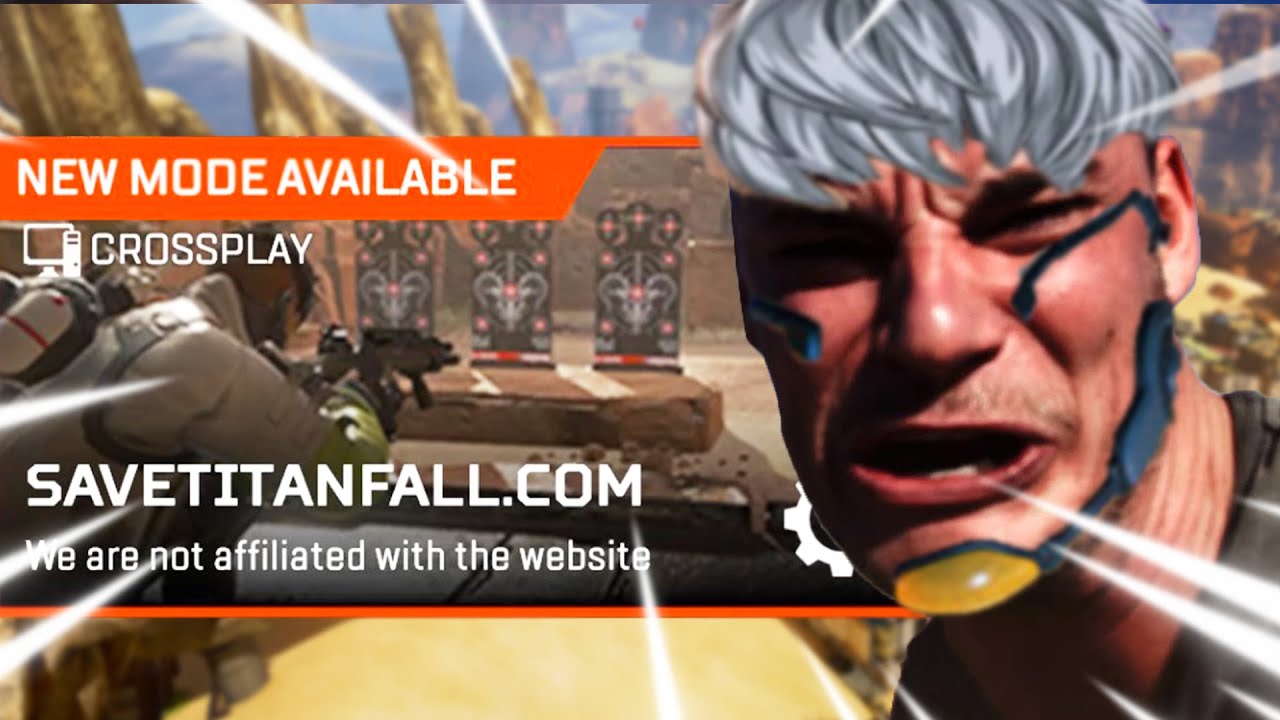 NEW MODE AVAILABLE
CROSSPLAY
SAVETITANFALL.COM
We are not affiliated with the website